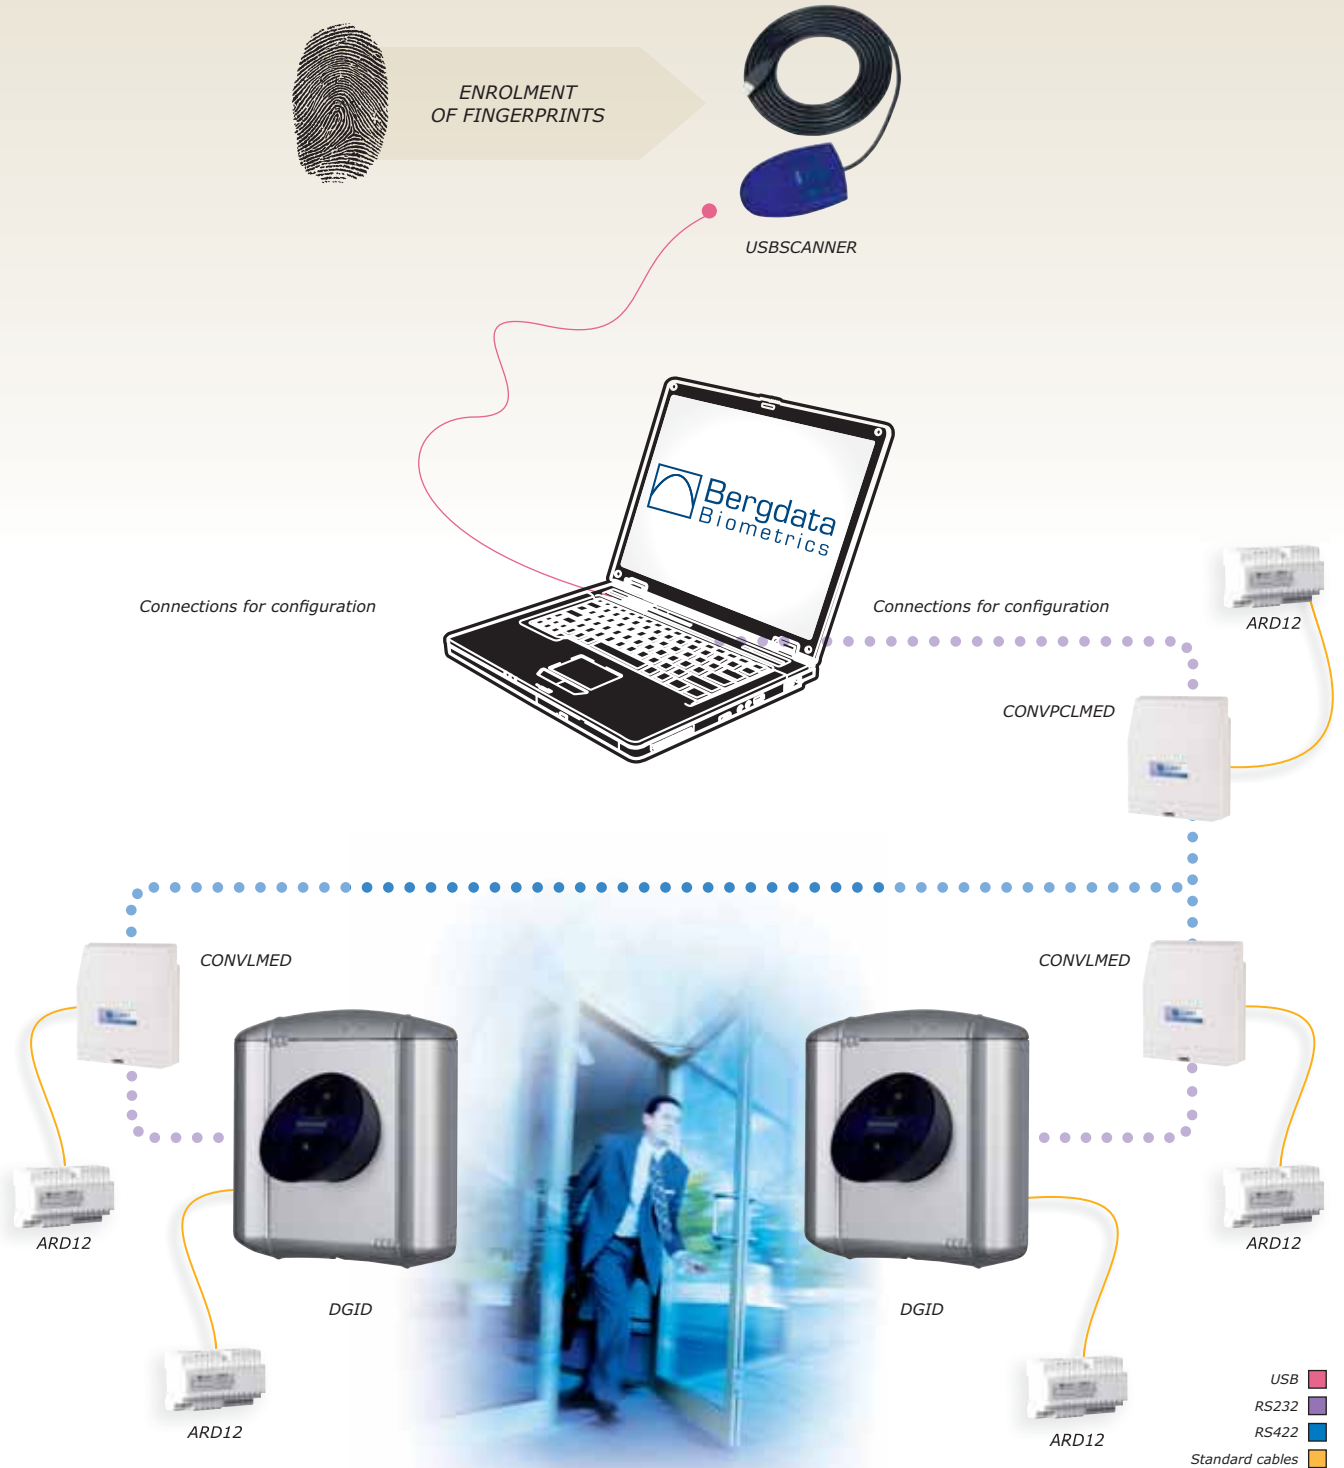 ENROLMENT
OF FINGERPRINTS
USBSCANNER
Bergdata
Biometrics
Connections for configuration
Connections for configuration
ARD12
CONVPCLMED
CONVLMED
CONVLMED
ARD12
ARD12
DGID
DGID
ARD12
ARD12
USB
RS232
RS422
Standard cables